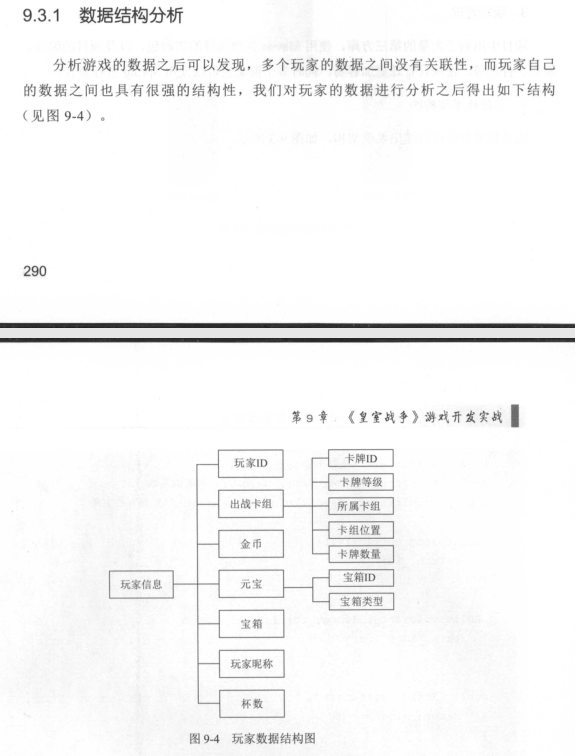 9.3.1 数据结构分析
分析游戏的数据之后可以发现，多个玩家的数据之间没有关联性，而玩家自己
的数据之间也具有很强的结构性，我们对玩家的数据进行分析之后得出如下结构
（见图 9-4）。
290
第 9 章 《皇室战争》游戏开发实战
玩家信息
玩家ID
出战卡组
金币
元宝
宝箱
玩家昵称
杯数
卡牌ID
卡牌等级
所属卡组
卡组位置
卡牌数量
宝箱ID
宝箱类型
图 9-4 玩家数据结构图